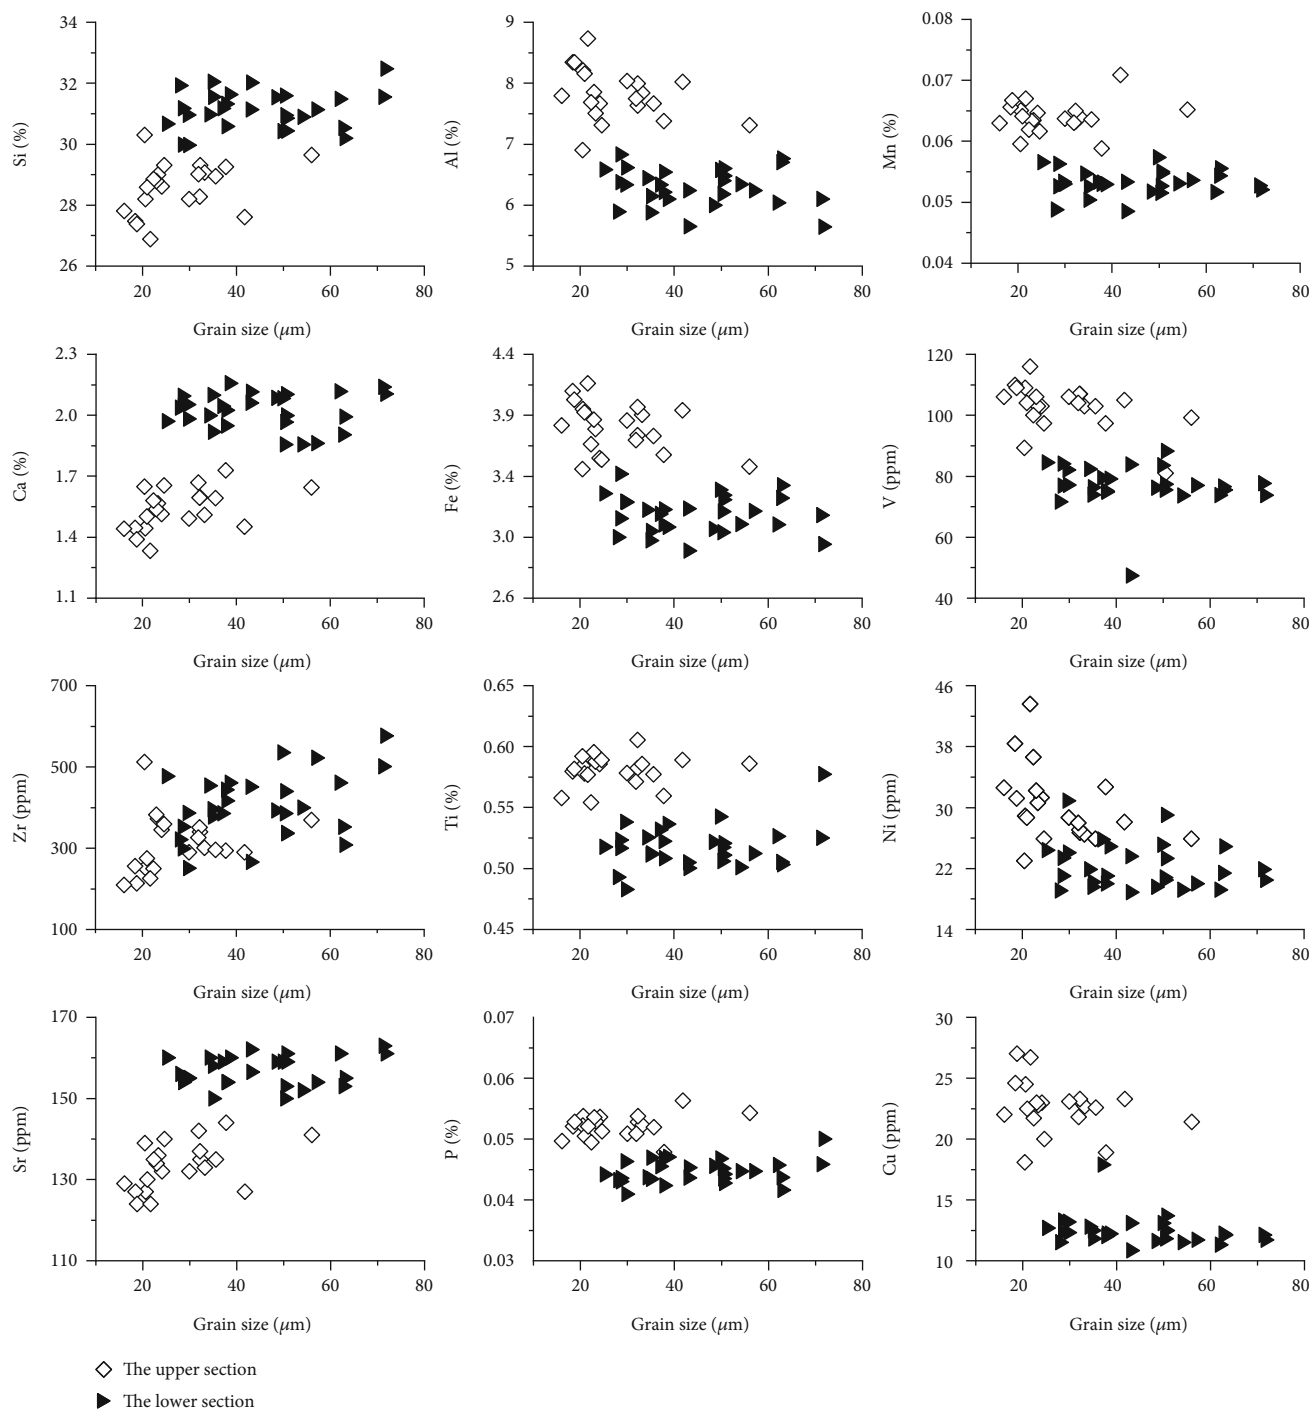 34
32
30
28
26
Si (%)
20 40 60 80
Grain size (μm)
9
8
7
6
5
Al (%)
20 40 60 80
Grain size (μm)
0.08
0.07
0.06
0.05
0.04
Mn (%)
20 40 60 80
Grain size (μm)
2.3
2.0
1.7
1.4
1.1
Ca (%)
20 40 60 80
Grain size (μm)
4.4
3.9
3.4
3.0
2.6
Fe (%)
20 40 60 80
Grain size (μm)
120
100
80
60
40
V (ppm)
20 40 60 80
Grain size (μm)
700
500
300
100
Zr (ppm)
20 40 60 80
Grain size (μm)
0.65
0.60
0.55
0.50
0.45
Ti (%)
20 40 60 80
Grain size (μm)
46
38
30
22
14
Ni (ppm)
20 40 60 80
Grain size (μm)
170
150
130
110
Sr (ppm)
20 40 60 80
Grain size (μm)
0.07
0.06
0.05
0.04
0.03
P (%)
20 40 60 80
Grain size (μm)
30
25
20
15
10
Cu (ppm)
20 40 60 80
Grain size (μm)
The upper section
The lower section